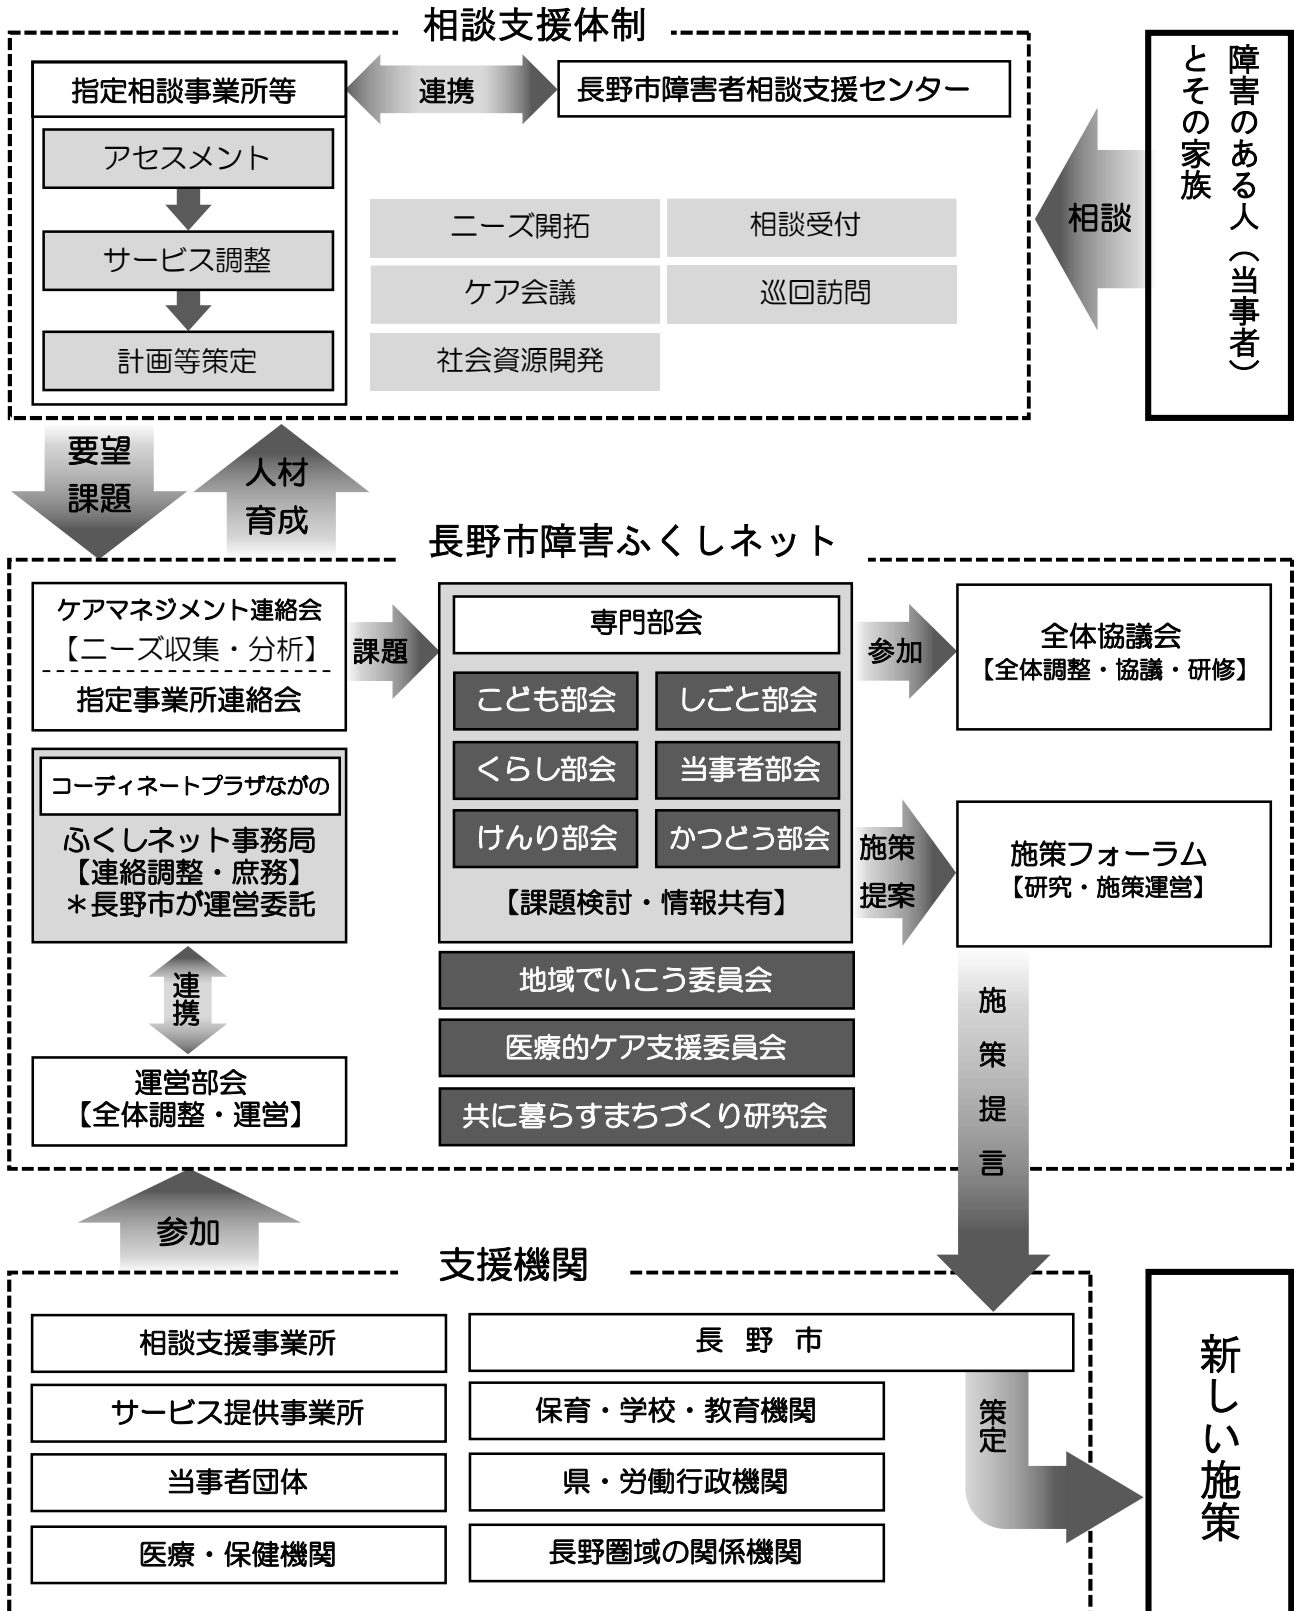 相談支援体制
指定相談事業所等
連携
長野市障害者相談支援センター
アセスメント
サービス調整
計画等策定
ニーズ開拓
相談受付
ケア会議
巡回訪問
社会資源開発
相談
障害のある人（当事者）
とその家族
要望
課題
人材
育成
長野市障害ふくしネット
ケアマネジメント連絡会
【ニーズ収集・分析】
指定事業所連絡会
課題
専門部会
こども部会
しごと部会
くらし部会
当事者部会
けんり部会
かつどう部会
【課題検討・情報共有】
参加
全体協議会
【全体調整・協議・研修】
コーディネートプラザながの
ふくしネット事務局
【連絡調整・庶務】
＊長野市が運営委託
施策
提案
施策フォーラム
【研究・施策運営】
連携
運営部会
【全体調整・運営】
地域でいこう委員会
医療的ケア支援委員会
共に暮らすまちづくり研究会
施策提言
参加
支援機関
相談支援事業所
長野市
サービス提供事業所
保育・学校・教育機関
当事者団体
県・労働行政機関
医療・保健機関
長野圏域の関係機関
策定
新しい施策